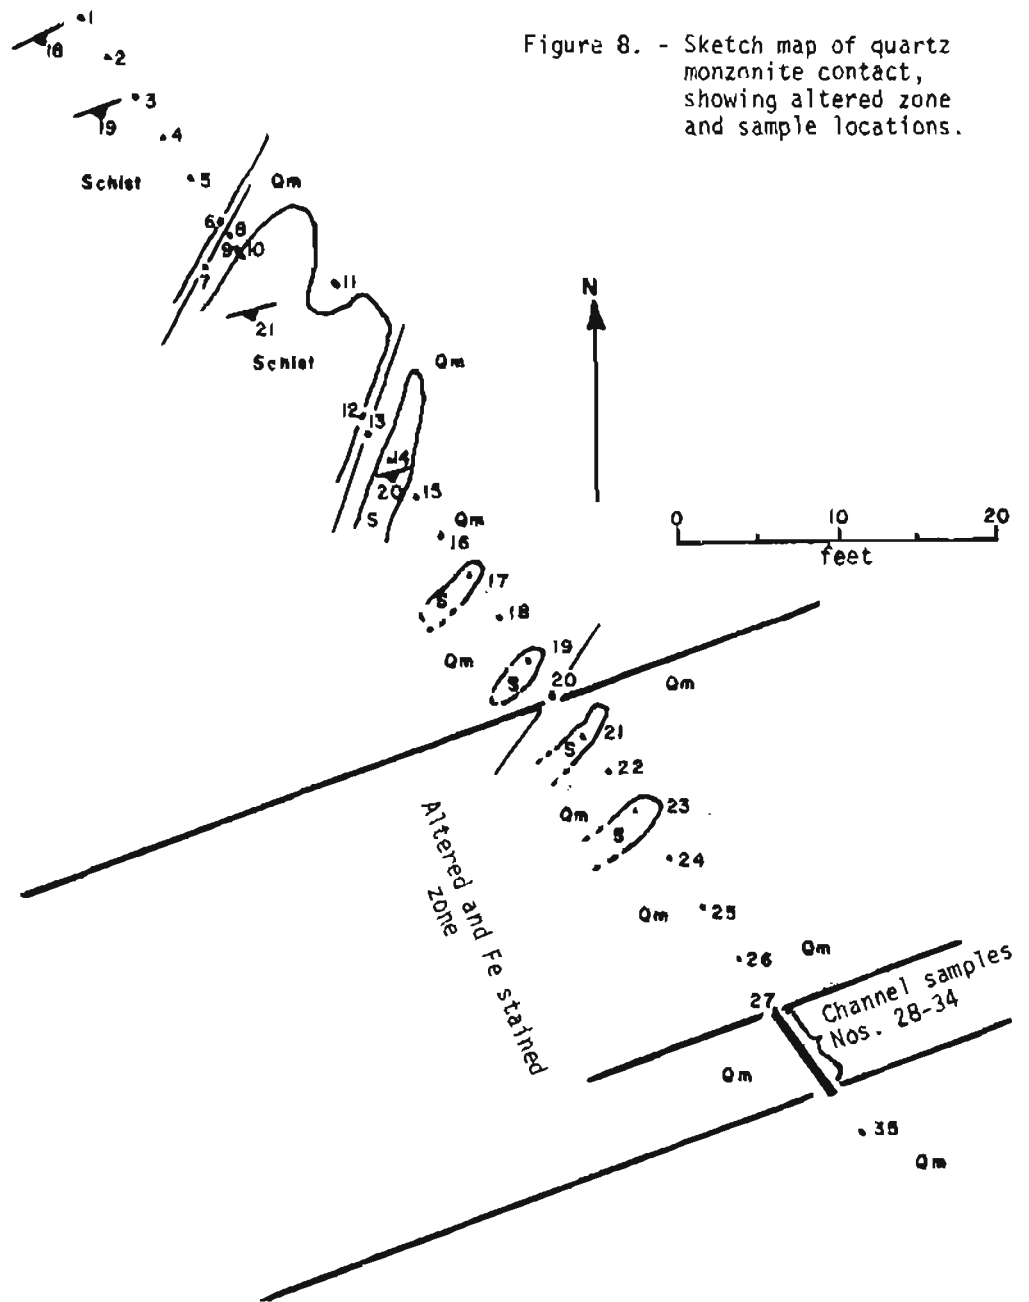 Figure 8. - Sketch map of quartz
monzonite contact,
showing altered zone
and sample locations.
1
18
2
3
19
4
Schist
5
Qm
6
8
9
10
7
11
21
Schist
Qm
12
13
14
20
15
S
Qm
16
N
0
10
20
feet
17
S
18
Qm
19
S
20
Qm
21
S
22
Qm
23
S
24
Altered and Fe stained
zone
Qm
25
26
Qm
27
Channel samples
Nos. 28-34
Qm
35
Qm